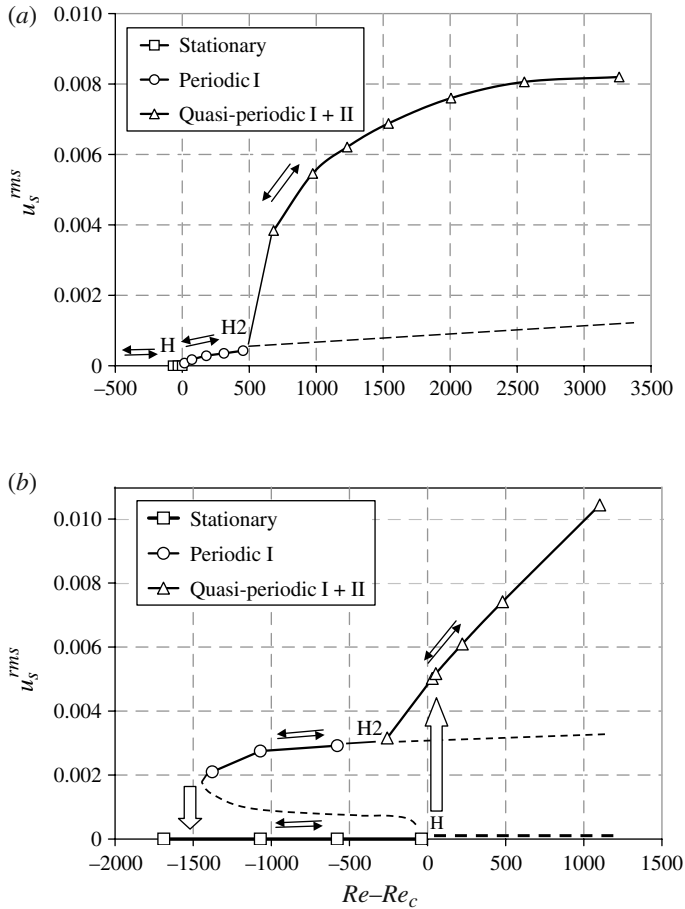 (a)
0.010
0.008
0.006
0.004
0.002
0
u_s^{rms}
Stationary
Periodic I
Quasi-periodic I + II
H
H2
–500
0
500
1000
1500
2000
2500
3000
3500
(b)
0.010
0.008
0.006
0.004
0.002
0
u_s^{rms}
Stationary
Periodic I
Quasi-periodic I + II
H2
H
–2000
–1500
–1000
–500
0
500
1000
1500
Re–Re_c